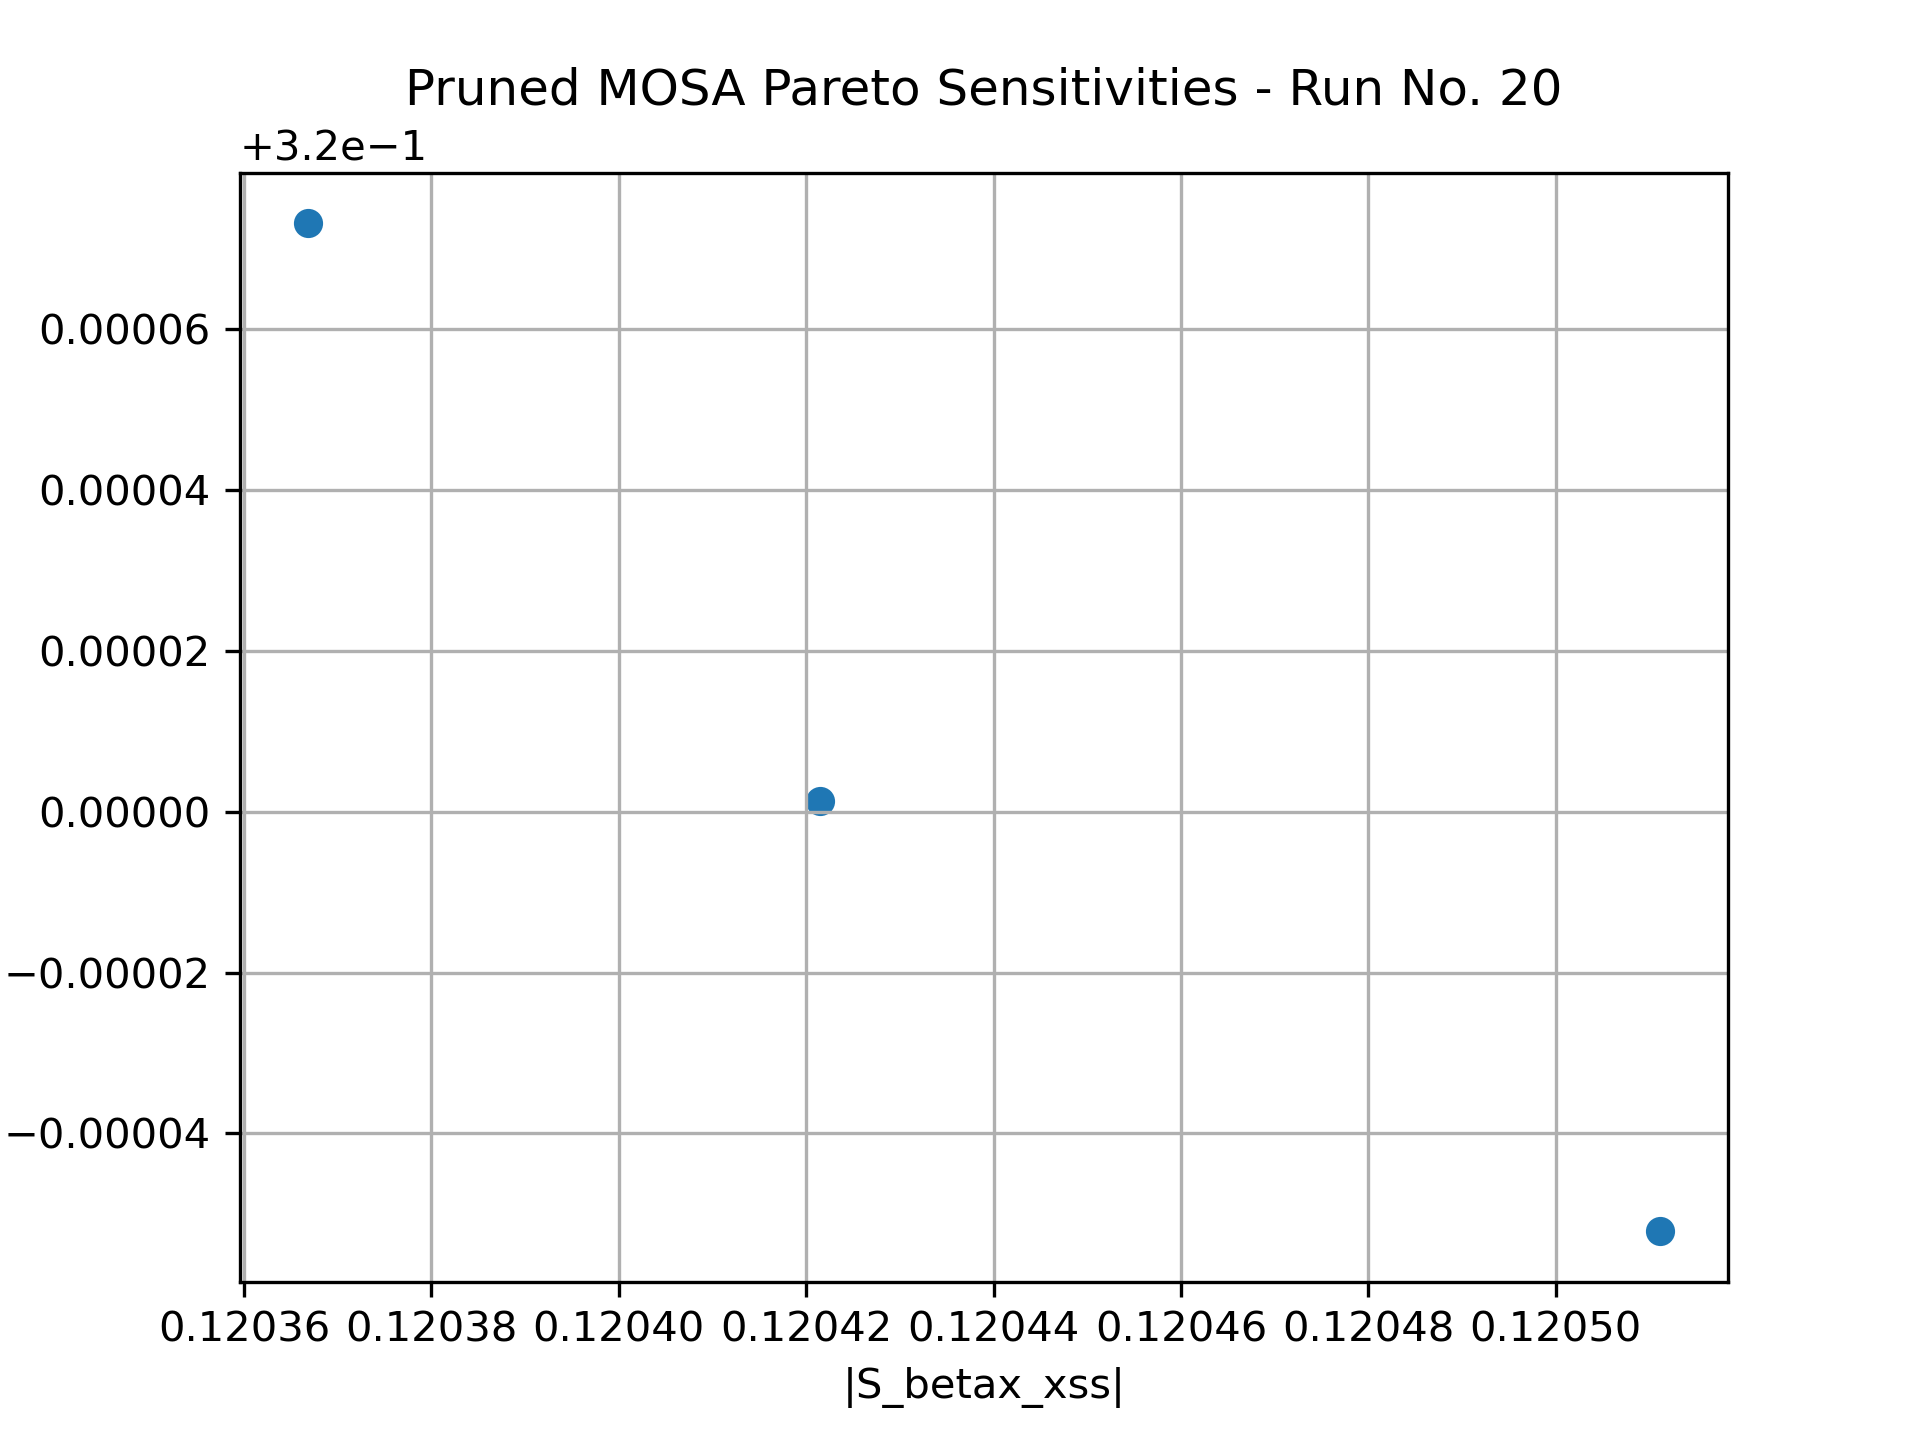 Pruned MOSA Pareto Sensitivities - Run No. 20
+3.2e−1
0.00006
0.00004
0.00002
0.00000
−0.00002
−0.00004
0.12036 0.12038 0.12040 0.12042 0.12044 0.12046 0.12048 0.12050
|S_betax_xss|